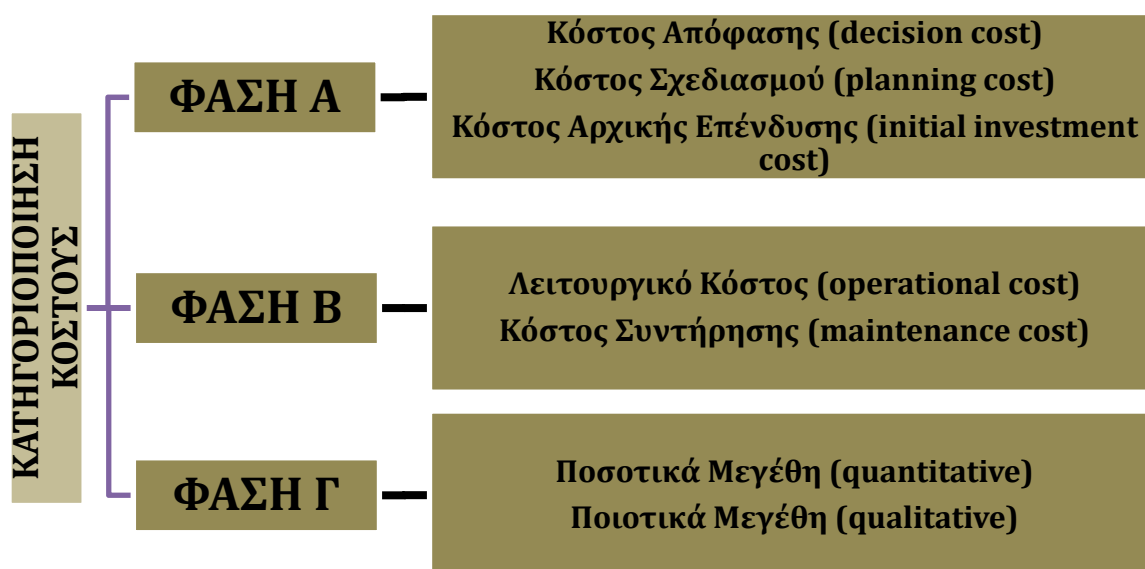 ΚΑΤΗΓΟΡΙΟΠΟΙΗΣΗ
ΚΟΣΤΟΥΣ
ΦΑΣΗ Α
Κόστος Απόφασης (decision cost)
Κόστος Σχεδιασμού (planning cost)
Κόστος Αρχικής Επένδυσης (initial investment
cost)
ΦΑΣΗ Β
Λειτουργικό Κόστος (operational cost)
Κόστος Συντήρησης (maintenance cost)
ΦΑΣΗ Γ
Ποσοτικά Μεγέθη (quantitative)
Ποιοτικά Μεγέθη (qualitative)